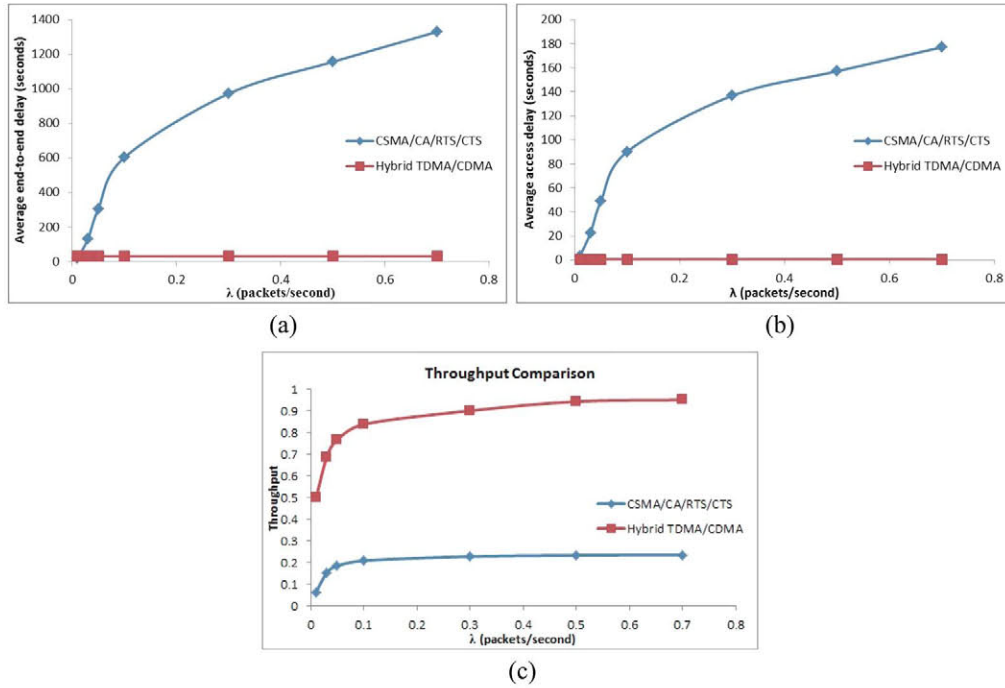 1400
1200
1000
800
600
400
200
0
Average end-to-end delay (seconds)
CSMA/CA/RTS/CTS
Hybrid TDMA/CDMA
0 0.2 0.4 0.6 0.8
λ (packets/second)
(a)
200
180
160
140
120
100
80
60
40
20
0
Average access delay (seconds)
CSMA/CA/RTS/CTS
Hybrid TDMA/CDMA
0 0.2 0.4 0.6 0.8
λ (packets/second)
(b)
Throughput Comparison
1
0.9
0.8
0.7
0.6
0.5
0.4
0.3
0.2
0.1
0
Throughput
CSMA/CA/RTS/CTS
Hybrid TDMA/CDMA
0 0.1 0.2 0.3 0.4 0.5 0.6 0.7 0.8
λ (packets/second)
(c)